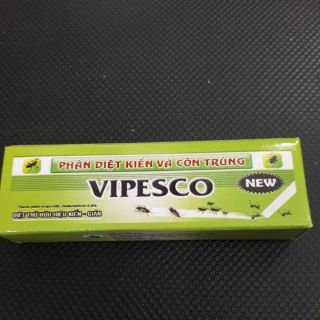 PHẤN DIỆT KIẾN VÀ CÔN TRÙNG
VIPESCO
NEW
DIỆT TRỪ HỮU HIỆU KIẾN - GIÁN